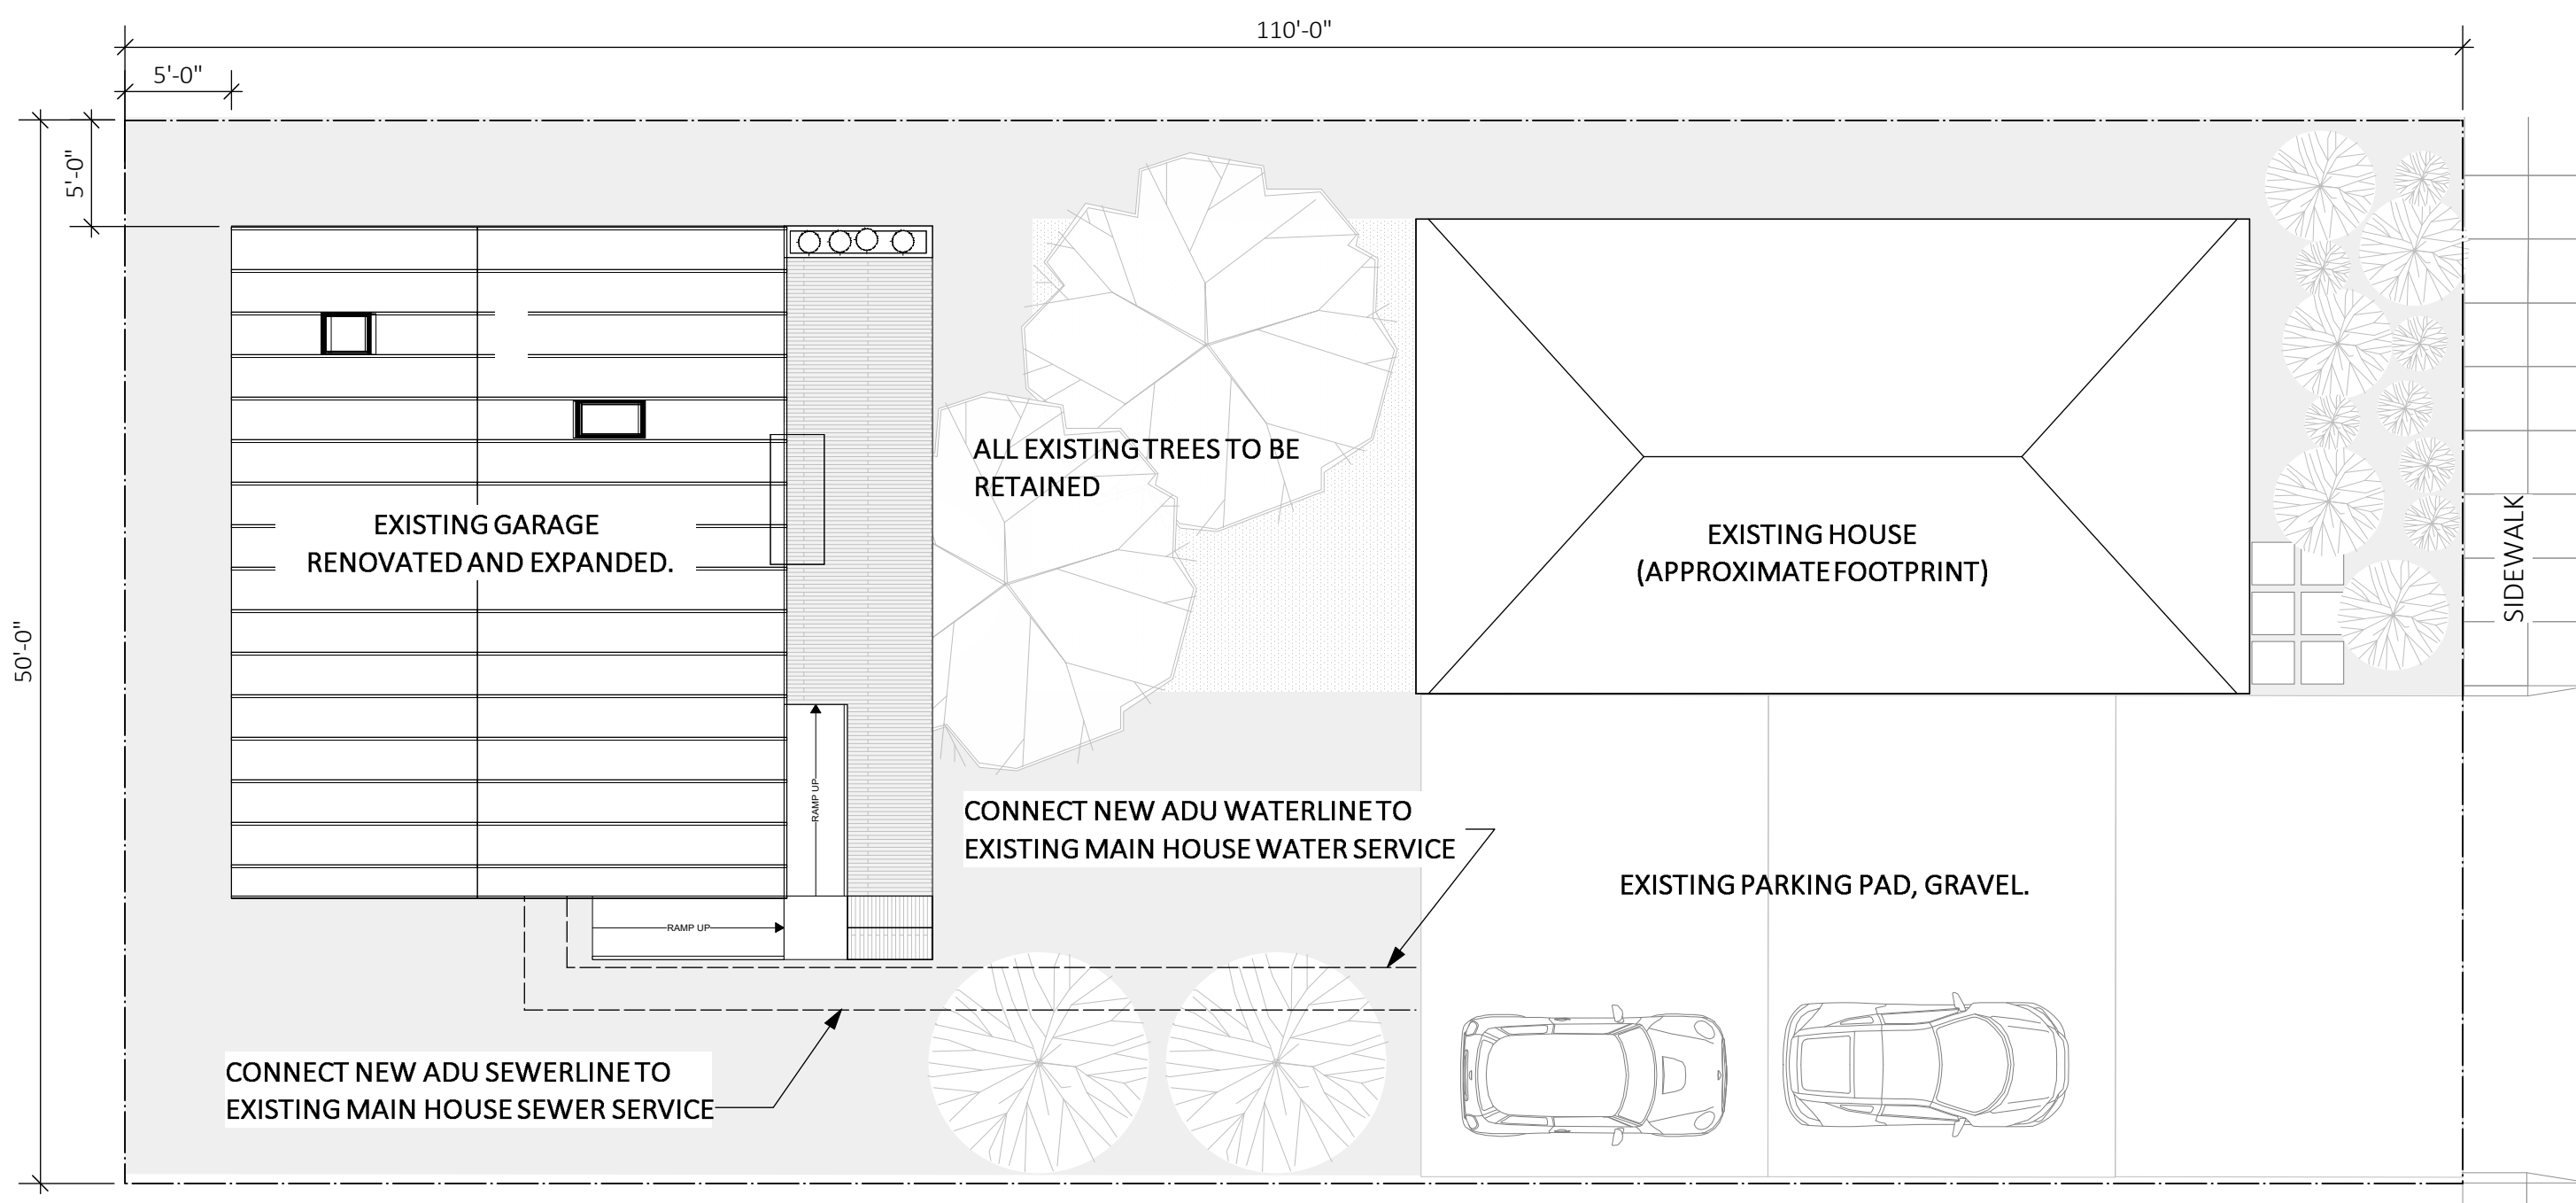 110'-0"
5'-0"
5'-0"
50'-0"
ALL EXISTING TREES TO BE
RETAINED
EXISTING GARAGE
RENOVATED AND EXPANDED.
EXISTING HOUSE
(APPROXIMATE FOOTPRINT)
SIDEWALK
RAMP UP
CONNECT NEW ADU WATERLINE TO
EXISTING MAIN HOUSE WATER SERVICE
EXISTING PARKING PAD, GRAVEL.
RAMP UP
CONNECT NEW ADU SEWERLINE TO
EXISTING MAIN HOUSE SEWER SERVICE